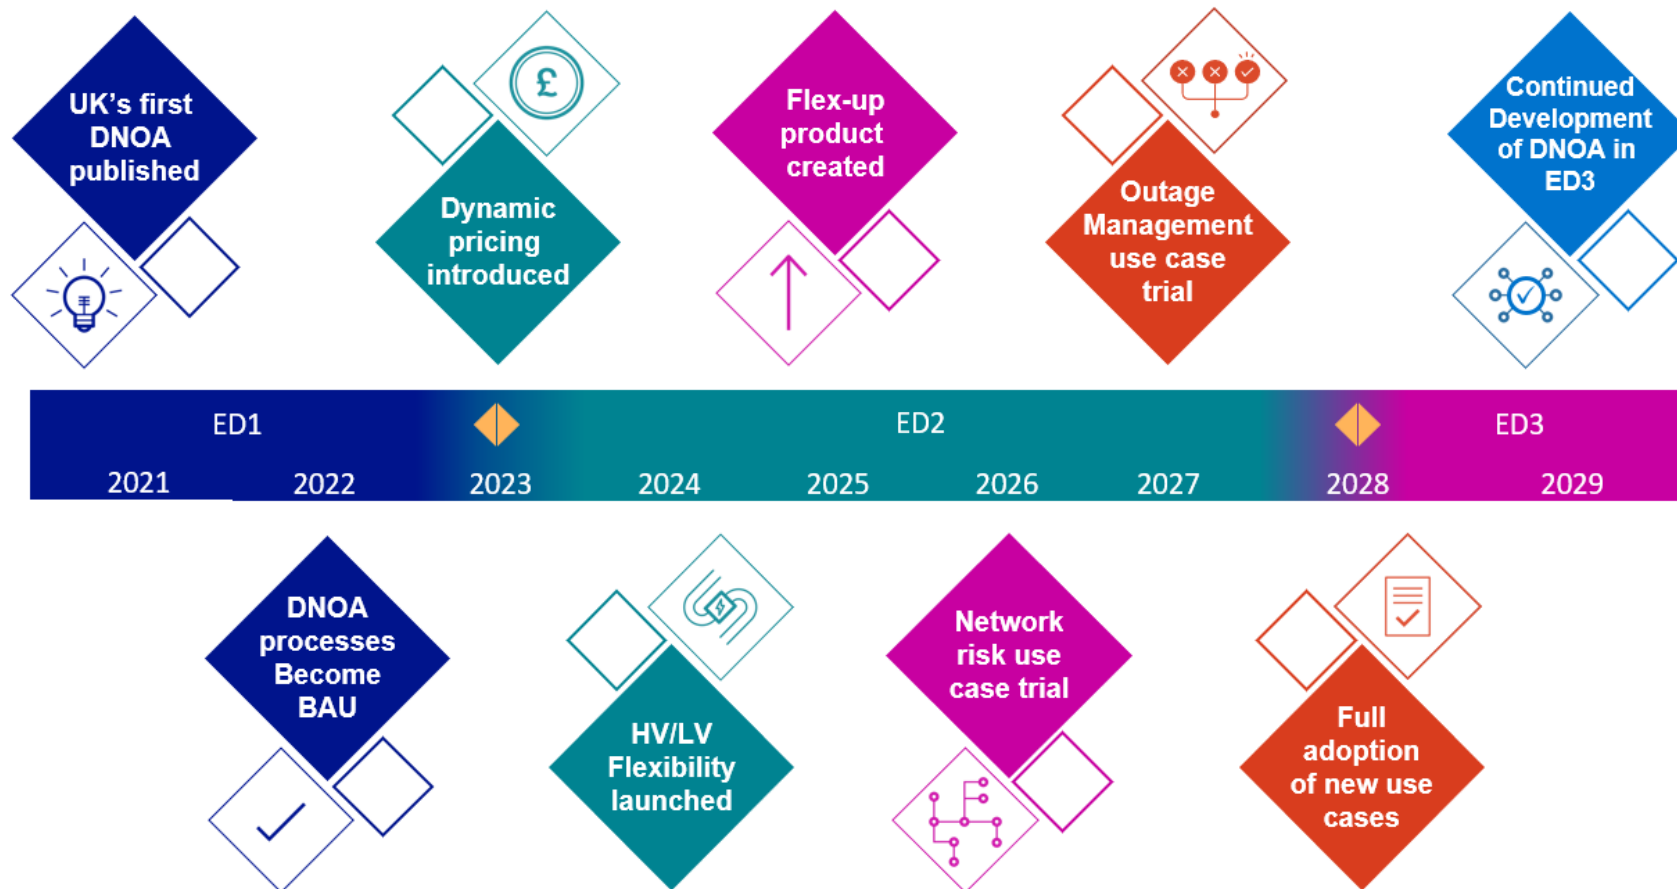 UK's first
DNOA
published
£
Dynamic
pricing
introduced
Flex-up
product
created
Outage
Management
use case
trial
Continued
Development
of DNOA in
ED3
ED1
ED2
ED3
2021
2022
2023
2024
2025
2026
2027
2028
2029
DNOA
processes
Become
BAU
HV/LV
Flexibility
launched
Network
risk use
case trial
Full
adoption
of new use
cases